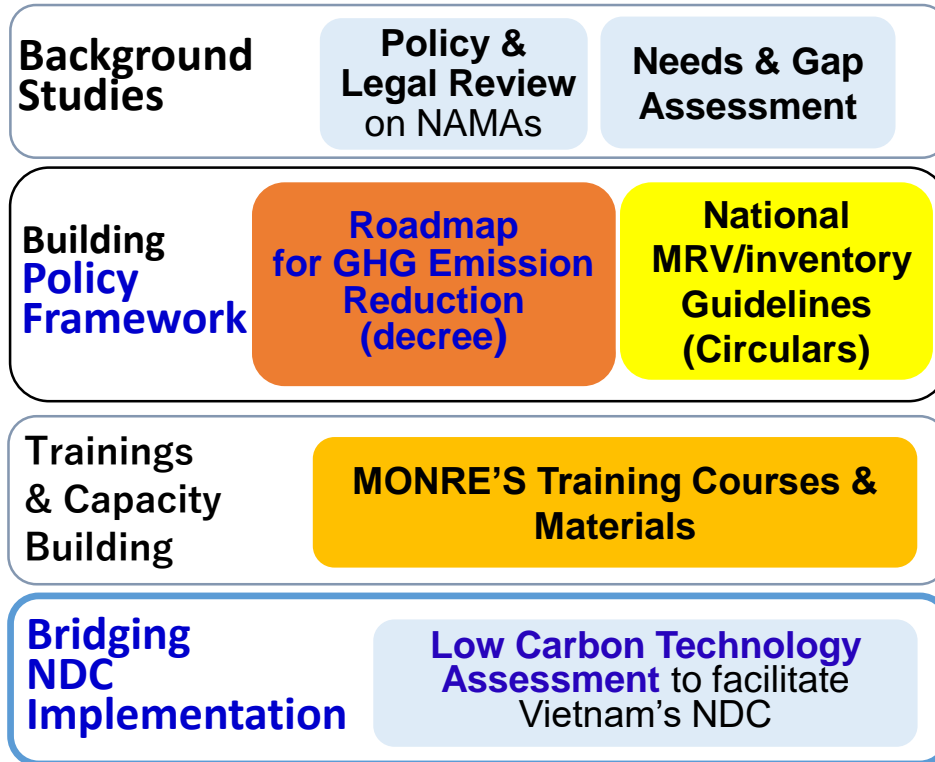 Background
Studies
Policy &
Legal Review
on NAMAs
Needs & Gap
Assessment
Building
Policy
Framework
Roadmap
for GHG Emission
Reduction
(decree)
National
MRV/inventory
Guidelines
(Circulars)
Trainings
& Capacity
Building
MONRE’S Training Courses &
Materials
Bridging
NDC
Implementation
Low Carbon Technology
Assessment to facilitate
Vietnam’s NDC